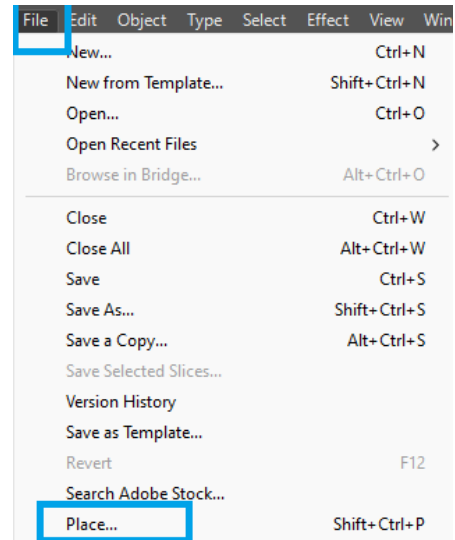 File Edit Object Type Select Effect View Win
New... Ctrl+N
New from Template... Shift+Ctrl+N
Open... Ctrl+O
Open Recent Files >
Browse in Bridge... Alt+Ctrl+O
Close Ctrl+W
Close All Alt+Ctrl+W
Save Ctrl+S
Save As... Shift+Ctrl+S
Save a Copy... Alt+Ctrl+S
Save Selected Slices...
Version History
Save as Template...
Revert F12
Search Adobe Stock...
Place... Shift+Ctrl+P